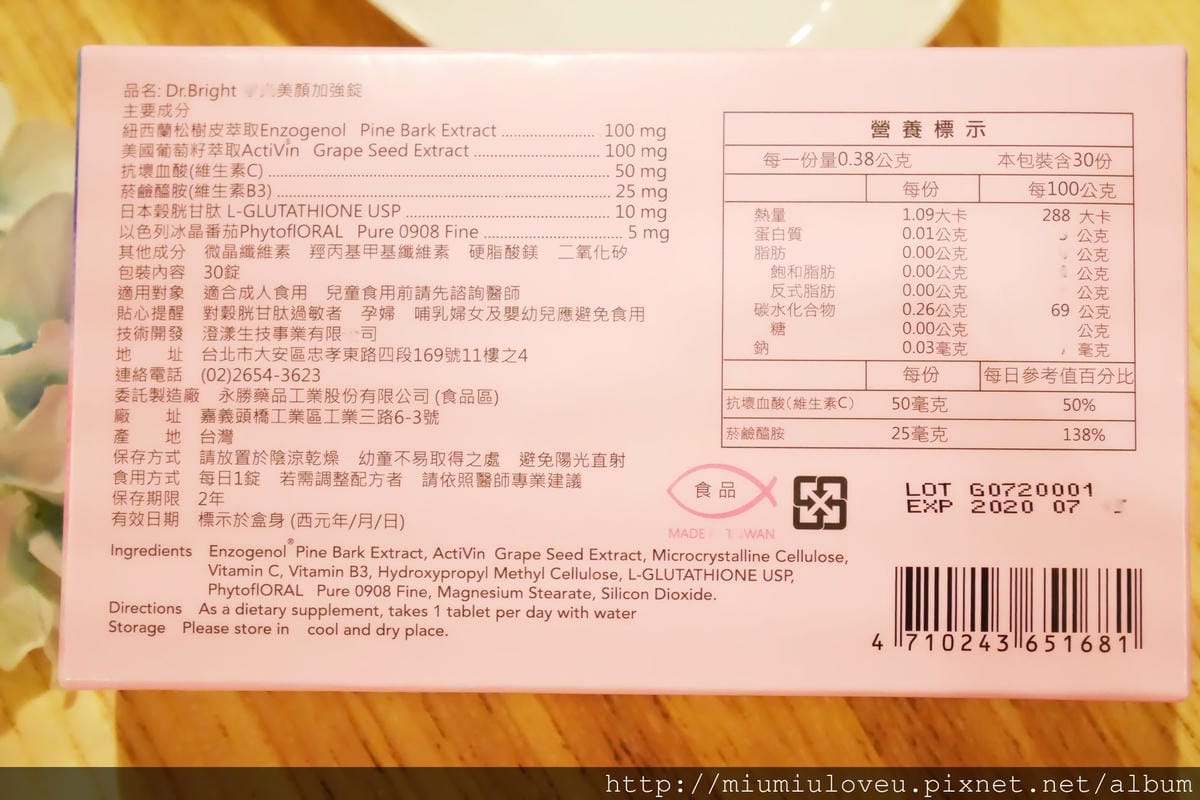 品名: Dr.Bright 美顏加強錠
主要成分
紐西蘭松樹皮萃取Enzogenol Pine Bark Extract ................ 100 mg
美國葡萄籽萃取ActiVin® Grape Seed Extract ................ 100 mg
抗壞血酸(維生素C) ................ 50 mg
菸鹼醯胺(維生素B3) ................ 25 mg
日本穀胱甘肽 L-GLUTATHIONE USP ................ 10 mg
以色列冰晶番茄PhytoflORAL Pure 0908 Fine ................ 5 mg
其他成分 微晶纖維素 羥丙基甲基纖維素 硬脂酸鎂 二氧化矽
包裝內容 30錠
適用對象 適合成人食用 兒童食用前請先諮詢醫師
貼心提醒 對穀胱甘肽過敏者 孕婦 哺乳婦女及嬰幼兒應避免食用
技術開發 澄漾生技事業有限 司
地 址 台北市大安區忠孝東路四段169號11樓之4
連絡電話 (02)2654-3623
委託製造廠 永勝藥品工業股份有限公司 (食品區)
廠 址 嘉義頭橋工業區工業三路6-3號
產 地 台灣
保存方式 請放置於陰涼乾燥 幼童不易取得之處 避免陽光直射
食用方式 每日1錠 若需調整配方者 請依照醫師專業建議
保存期限 2年
有效日期 標示於盒身 (西元年/月/日)
Ingredients Enzogenol® Pine Bark Extract, ActiVin Grape Seed Extract, Microcrystalline Cellulose,
Vitamin C, Vitamin B3, Hydroxypropyl Methyl Cellulose, L-GLUTATHIONE USP,
PhytoflORAL Pure 0908 Fine, Magnesium Stearate, Silicon Dioxide.
Directions As a dietary supplement, takes 1 tablet per day with water
Storage Please store in cool and dry place.
營養標示
每一份量0.38公克 本包裝含30份
每份 每100公克
熱量 1.09大卡 288 大卡
蛋白質 0.01公克 公克
脂肪 0.00公克 公克
飽和脂肪 0.00公克 公克
反式脂肪 0.00公克 公克
碳水化合物 0.26公克 69 公克
糖 0.00公克 公克
鈉 0.03毫克 毫克
每份 每日參考值百分比
抗壞血酸(維生素C) 50毫克 50%
菸鹼醯胺 25毫克 138%
食品
MADE
LOT G0720001
EXP 2020 07
4 710243 651681
http://miumiuloveu.pixnet.net/album